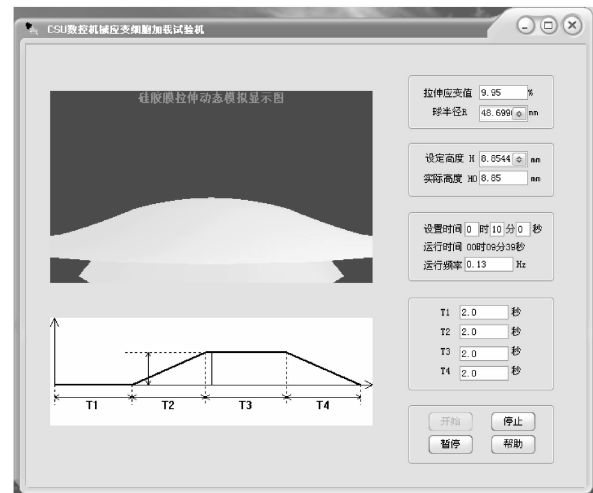 CSU数控机械应变细胞加载试验机
硅胶膜拉伸动态模拟显示图
拉伸应变值 9.95 %
球半径R 48.699 mm
设定高度 H 8.8544 mm
实际高度 H0 8.85 mm
设置时间 0 时 10 分 0 秒
运行时间 00时09分39秒
运行频率 0.13 Hz
T1 2.0 秒
T2 2.0 秒
T3 2.0 秒
T4 2.0 秒
T1 T2 T3 T4
开始 停止
暂停 帮助